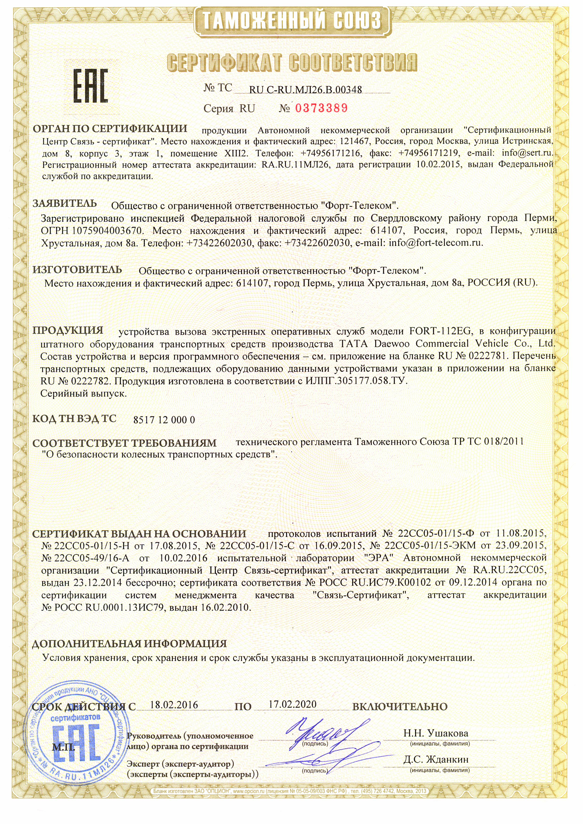 ТАМОЖЕННЫЙ СОЮЗ
СЕРТИФИКАТ СООТВЕТСТВИЯ
ЕАС
№ ТС RU С-RU.МЛ26.В.00348
Серия RU № 0373389
ОРГАН ПО СЕРТИФИКАЦИИ продукции Автономной некоммерческой организации "Сертификационный
Центр Связь - сертификат". Место нахождения и фактический адрес: 121467, Россия, город Москва, улица Истринская,
дом 8, корпус 3, этаж 1, помещение XIII2. Телефон: +74956171216, факс: +74956171219, e-mail: info@sert.ru.
Регистрационный номер аттестата аккредитации: RA.RU.11МЛ26, дата регистрации 10.02.2015, выдан Федеральной
службой по аккредитации.
ЗАЯВИТЕЛЬ Общество с ограниченной ответственностью "Форт-Телеком".
Зарегистрировано инспекцией Федеральной налоговой службы по Свердловскому району города Перми,
ОГРН 1075904003670. Место нахождения и фактический адрес: 614107, Россия, город Пермь, улица
Хрустальная, дом 8а. Телефон: +73422602030, факс: +73422602030, e-mail: info@fort-telecom.ru.
ИЗГОТОВИТЕЛЬ Общество с ограниченной ответственностью "Форт-Телеком".
Место нахождения и фактический адрес: 614107, город Пермь, улица Хрустальная, дом 8а, РОССИЯ (RU).
ПРОДУКЦИЯ устройства вызова экстренных оперативных служб модели FORT-112EG, в конфигурации
штатного оборудования транспортных средств производства TATA Daewoo Commercial Vehicle Co., Ltd.
Состав устройства и версия программного обеспечения – см. приложение на бланке RU № 0222781. Перечень
транспортных средств, подлежащих оборудованию данными устройствами указан в приложении на бланке
RU № 0222782. Продукция изготовлена в соответствии с ИЛПГ.305177.058.ТУ.
Серийный выпуск.
КОД ТН ВЭД ТС 8517 12 000 0
СООТВЕТСТВУЕТ ТРЕБОВАНИЯМ технического регламента Таможенного Союза ТР ТС 018/2011
"О безопасности колесных транспортных средств".
СЕРТИФИКАТ ВЫДАН НА ОСНОВАНИИ протоколов испытаний № 22СС05-01/15-Ф от 11.08.2015,
№ 22СС05-01/15-Н от 17.08.2015, № 22СС05-01/15-С от 16.09.2015, № 22СС05-01/15-ЭКМ от 23.09.2015,
№ 22СС05-49/16-А от 10.02.2016 испытательной лаборатории "ЭРА" Автономной некоммерческой
организации "Сертификационный Центр Связь-сертификат", аттестат аккредитации № RA.RU.22СС05,
выдан 23.12.2014 бессрочно; сертификата соответствия № РОСС RU.ИС79.К00102 от 09.12.2014 органа по
сертификации систем менеджмента качества "Связь-Сертификат", аттестат аккредитации
№ РОСС RU.0001.13ИС79, выдан 16.02.2010.
ДОПОЛНИТЕЛЬНАЯ ИНФОРМАЦИЯ
Условия хранения, срок хранения и срок службы указаны в эксплуатационной документации.
СРОК ДЕЙСТВИЯ С 18.02.2016 ПО 17.02.2020 ВКЛЮЧИТЕЛЬНО
Для сертификатов
ЕАС
RA.RU.11МЛ26
М.П.
Руководитель (уполномоченное
лицо) органа по сертификации
(подпись)
Н.Н. Ушакова
(инициалы, фамилия)
Эксперт (эксперт-аудитор)
(эксперты (эксперты-аудиторы))
(подпись)
Д.С. Жданкин
(инициалы, фамилия)